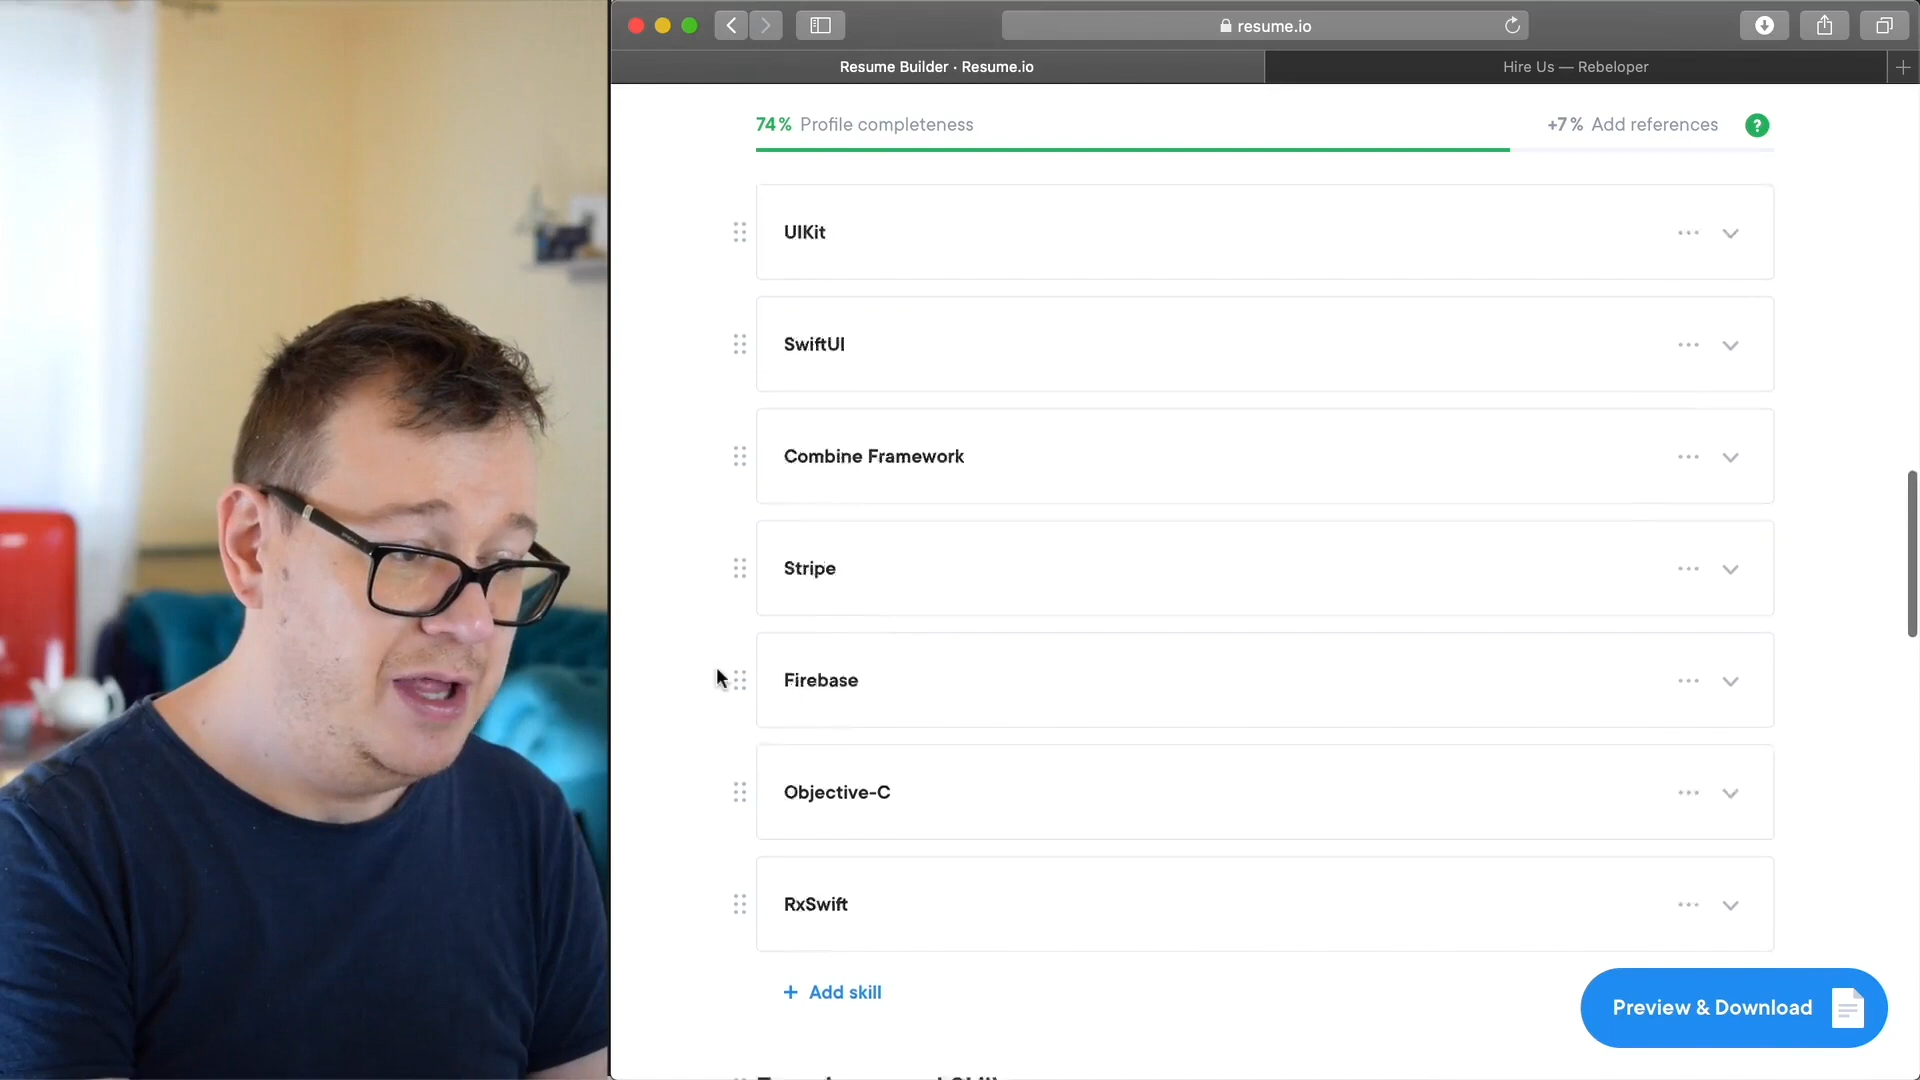 resume.io
Resume Builder · Resume.io
Hire Us — Rebeloper
74% Profile completeness
+7% Add references
?
UIKit
SwiftUI
Combine Framework
Stripe
Firebase
Objective-C
RxSwift
+ Add skill
Preview & Download